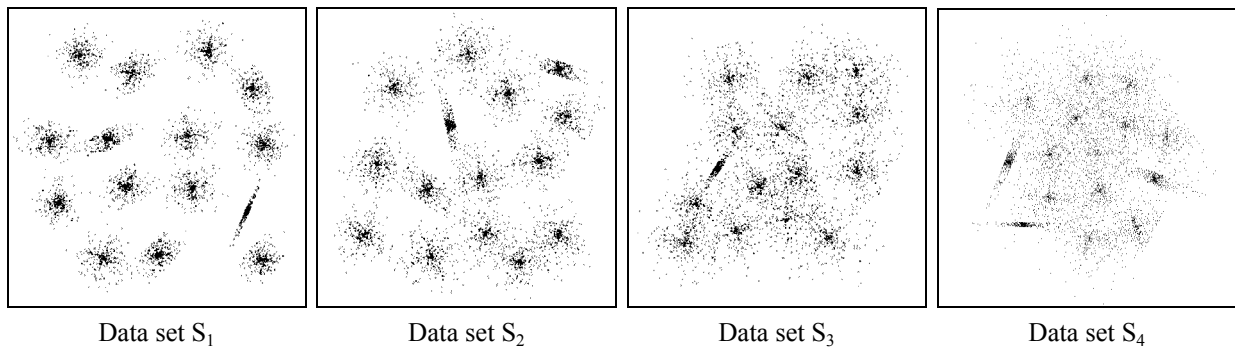 Data set S₁
Data set S₂
Data set S₃
Data set S₄